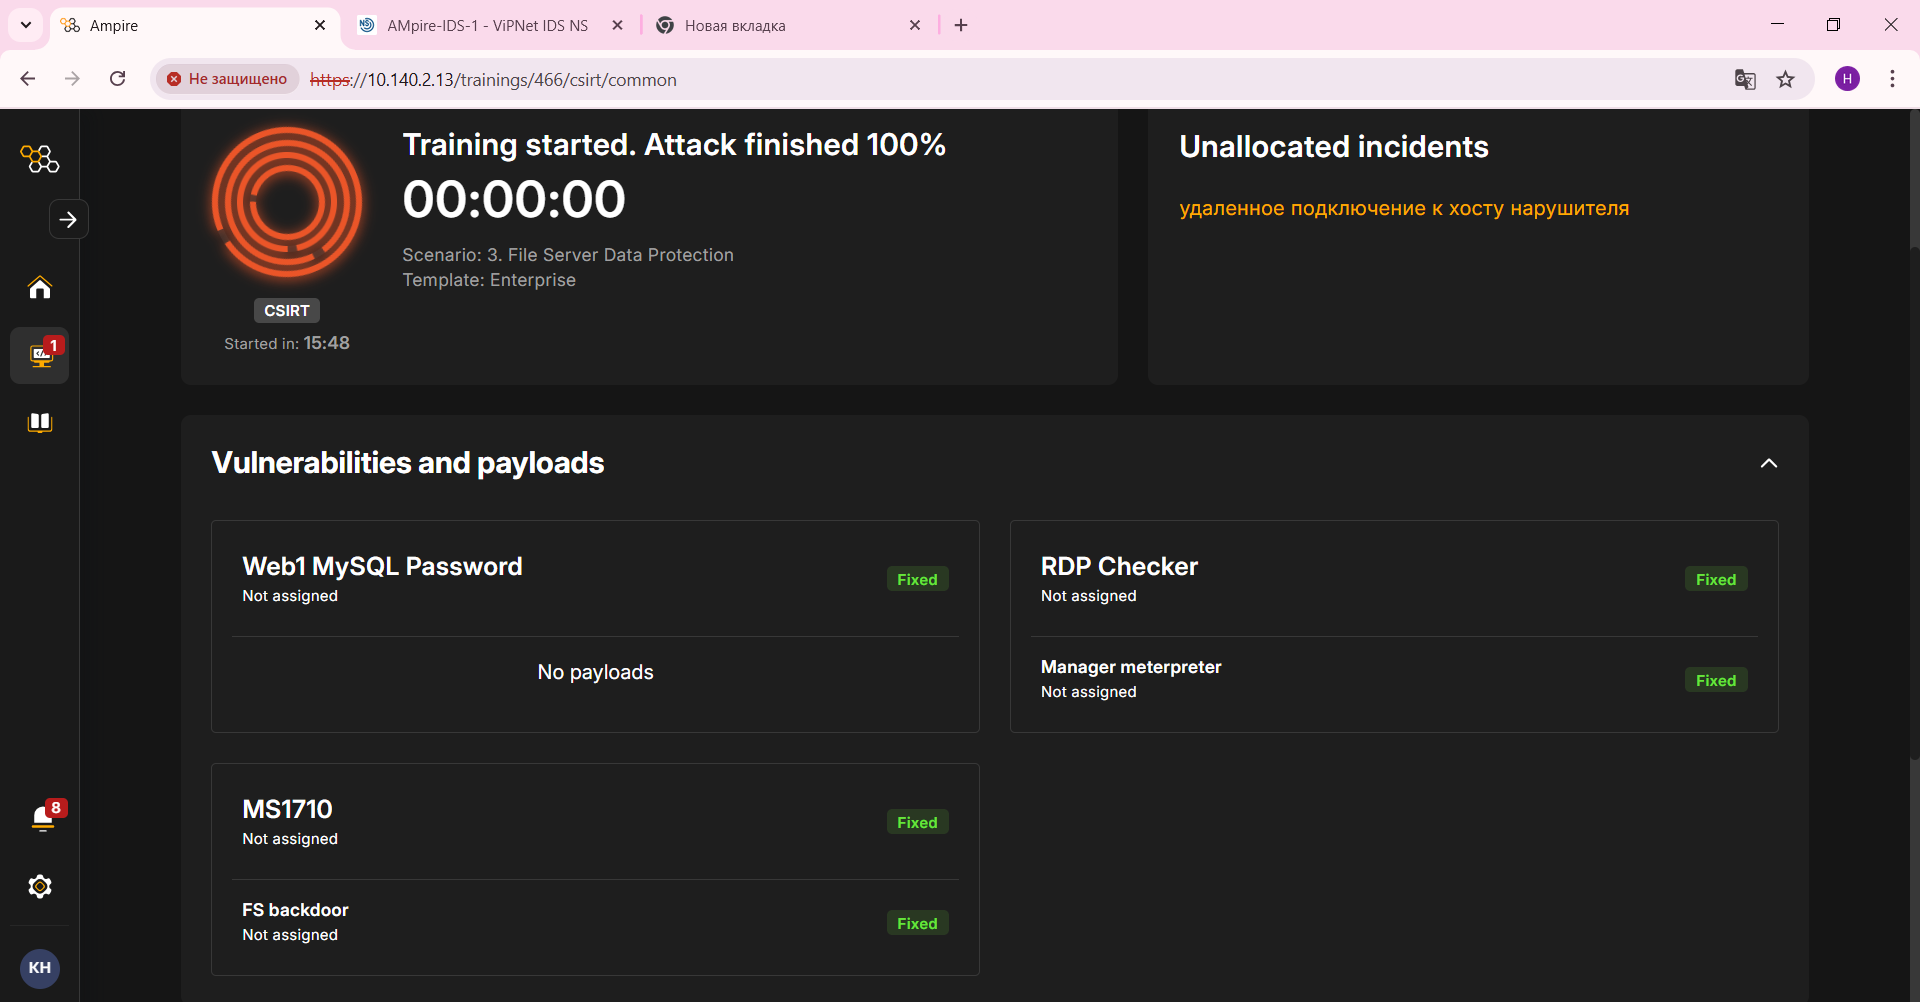 Ampire
AMpire-IDS-1 - ViPNet IDS NS
Новая вкладка
Не защищено
https://10.140.2.13/trainings/466/csirt/common
H
Training started. Attack finished 100%
00:00:00
Scenario: 3. File Server Data Protection
Template: Enterprise
CSIRT
Started in: 15:48
Unallocated incidents
удаленное подключение к хосту нарушителя
1
Vulnerabilities and payloads
Web1 MySQL Password
Not assigned
Fixed
No payloads
RDP Checker
Not assigned
Fixed
Manager meterpreter
Not assigned
Fixed
MS1710
Not assigned
Fixed
FS backdoor
Not assigned
Fixed
8
KH